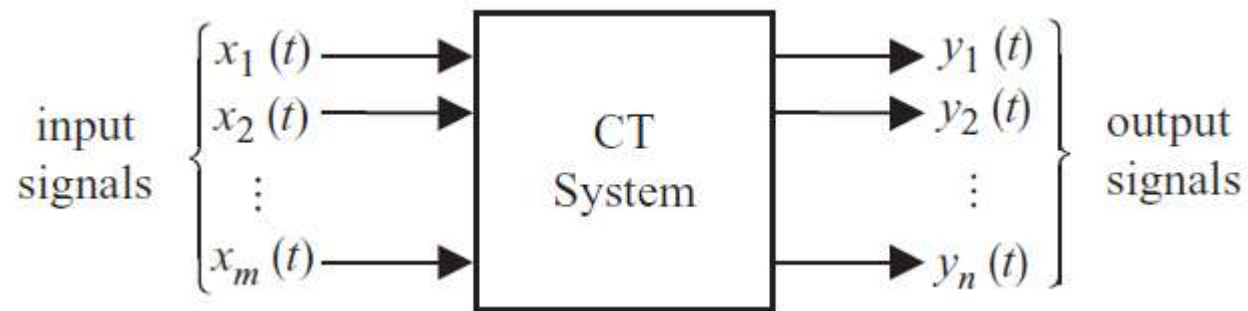 input
signals
x₁ (t)
x₂ (t)
⋮
xₘ (t)
CT
System
y₁ (t)
y₂ (t)
⋮
yₙ (t)
output
signals